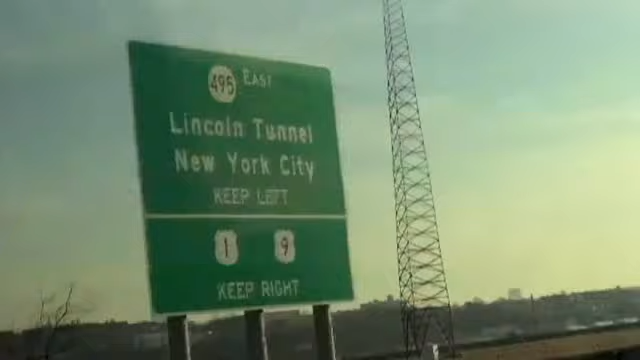 495 EAST
Lincoln Tunnel
New York City
KEEP LEFT
1 9
KEEP RIGHT